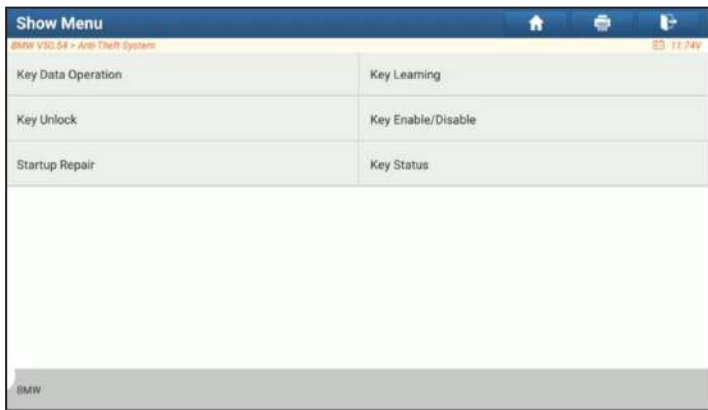 Show Menu
BMW V50.54 > Anti-Theft System 11.74V
Key Data Operation Key Learning
Key Unlock Key Enable/Disable
Startup Repair Key Status
BMW